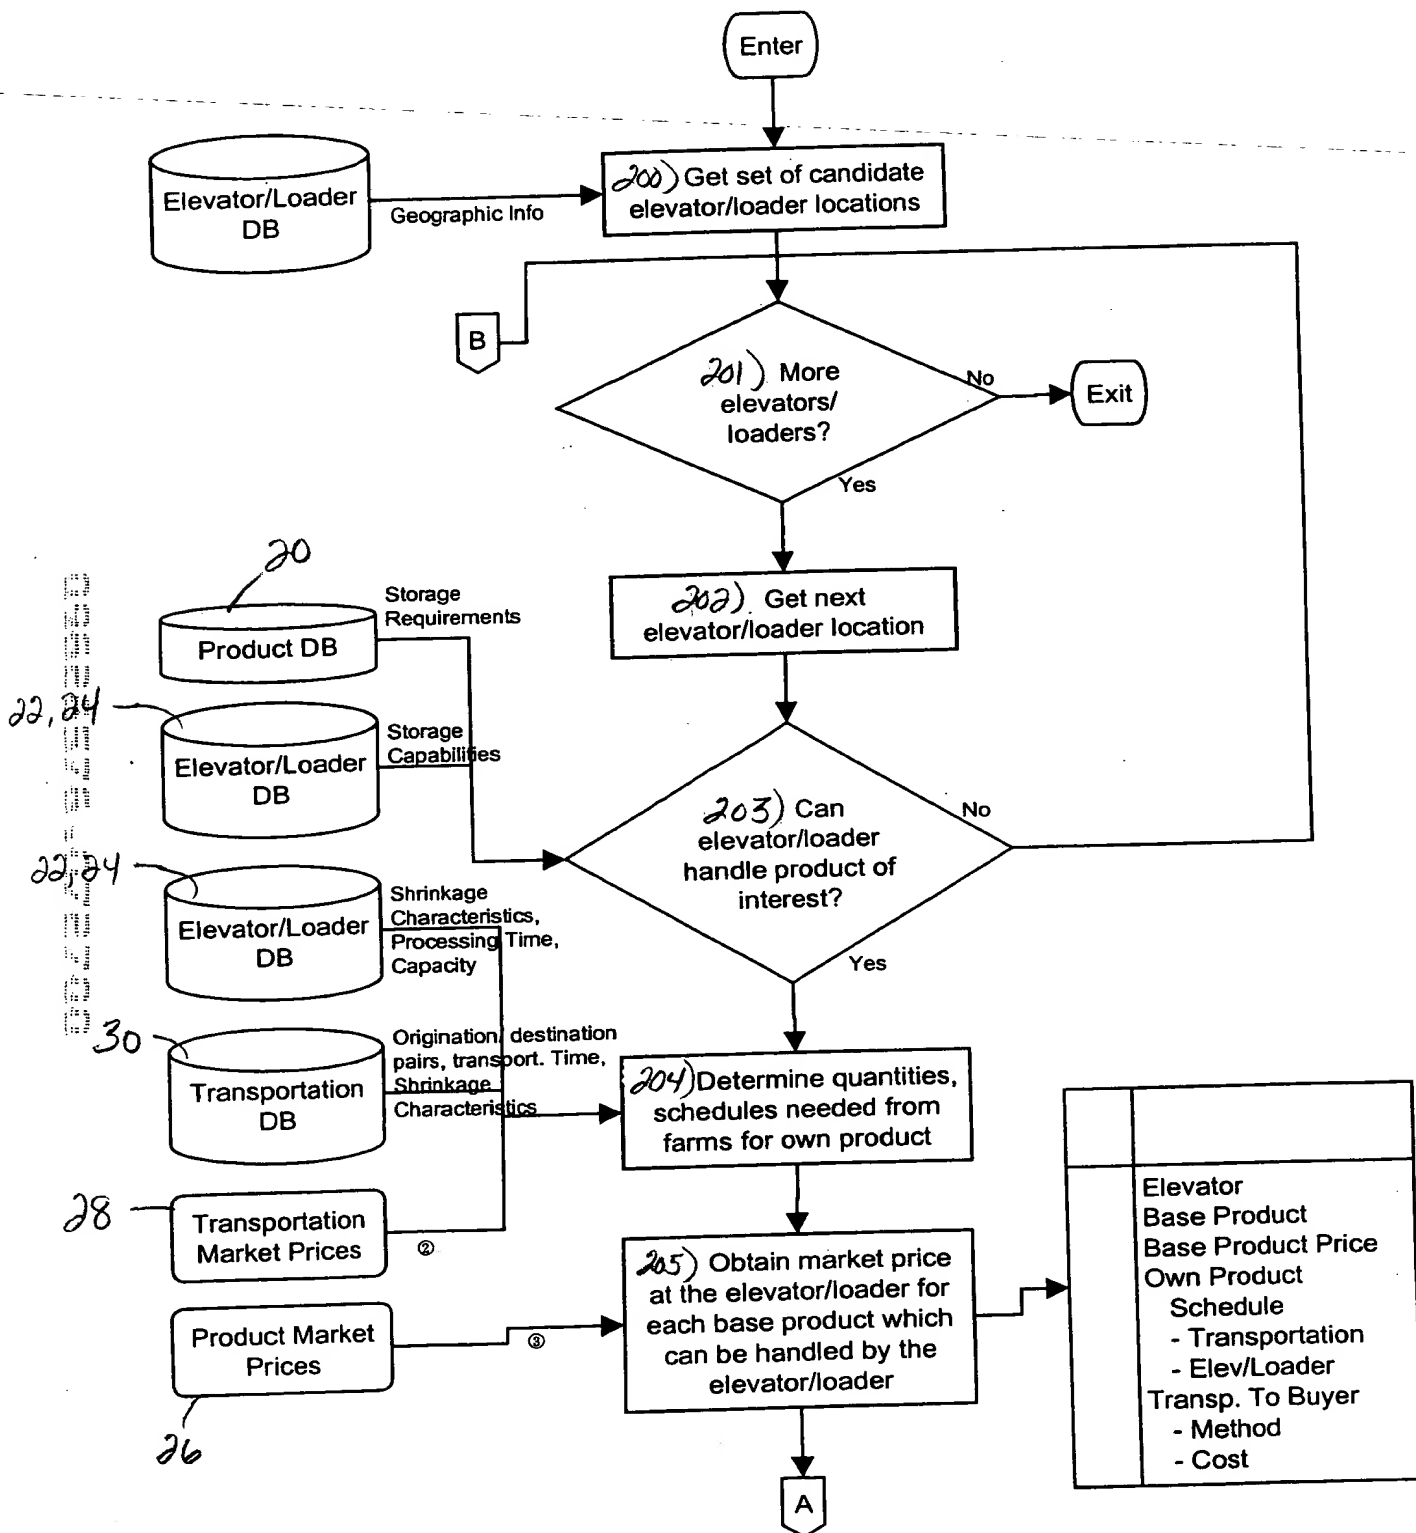 Enter
Elevator/Loader
DB
Geographic Info
200) Get set of candidate
elevator/loader locations
B
201) More
elevators/
loaders?
No
Exit
Yes
20
Product DB
Storage
Requirements
202) Get next
elevator/loader location
22, 24
Elevator/Loader
DB
Storage
Capabilities
203) Can
elevator/loader
handle product of
interest?
No
Yes
22, 24
Elevator/Loader
DB
Shrinkage
Characteristics,
Processing Time,
Capacity
30
Transportation
DB
Origination, destination
pairs, transport. Time,
Shrinkage
Characteristics
204) Determine quantities,
schedules needed from
farms for own product
28
Transportation
Market Prices
②
205) Obtain market price
at the elevator/loader for
each base product which
can be handled by the
elevator/loader
Product Market
Prices
③
26
Elevator
Base Product
Base Product Price
Own Product
Schedule
- Transportation
- Elev/Loader
Transp. To Buyer
- Method
- Cost
A